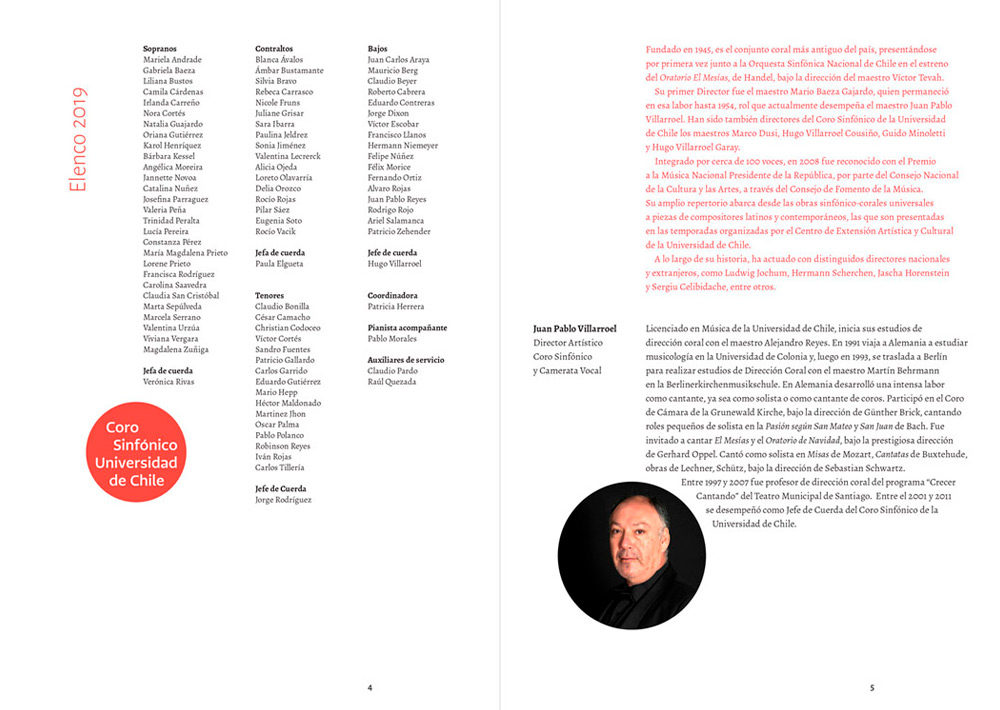 Elenco 2019
Sopranos
Mariela Andrade
Gabriela Baeza
Liliana Bustos
Camila Cárdenas
Irlanda Carreño
Nora Cortés
Natalia Guajardo
Oriana Gutiérrez
Karol Henríquez
Bárbara Kessel
Angélica Moreira
Jannette Novoa
Catalina Nuñez
Josefina Parraguez
Valeria Peña
Trinidad Peralta
Lucía Pereira
Constanza Pérez
María Magdalena Prieto
Lorene Prieto
Francisca Rodríguez
Carolina Saavedra
Claudia San Cristóbal
Marta Sepúlveda
Marcela Serrano
Valentina Urzúa
Viviana Vergara
Magdalena Zuñiga
Jefa de cuerda
Verónica Rivas
Coro
Sinfónico
Universidad
de Chile
Contraltos
Blanca Ávalos
Ámbar Bustamante
Silvia Bravo
Rebeca Carrasco
Nicole Fruns
Juliane Grisar
Sara Ibarra
Paulina Jeldrez
Sonia Jiménez
Valentina Lecrerck
Alicia Ojeda
Loreto Olavarría
Delia Orozco
Rocío Rojas
Pilar Sáez
Eugenia Soto
Rocío Vacik
Jefa de cuerda
Paula Elgueta
Tenores
Claudio Bonilla
César Camacho
Christian Codoceo
Víctor Cortés
Sandro Fuentes
Patricio Gallardo
Carlos Garrido
Eduardo Gutiérrez
Mario Hepp
Héctor Maldonado
Martinez Jhon
Oscar Palma
Pablo Polanco
Robinson Reyes
Iván Rojas
Carlos Tillería
Jefe de Cuerda
Jorge Rodríguez
Bajos
Juan Carlos Araya
Mauricio Berg
Claudio Beyer
Roberto Cabrera
Eduardo Contreras
Jorge Dixon
Víctor Escobar
Francisco Llanos
Hermann Niemeyer
Felipe Núñez
Félix Morice
Fernando Ortiz
Alvaro Rojas
Juan Pablo Reyes
Rodrigo Rojo
Ariel Salamanca
Patricio Zehender
Jefe de cuerda
Hugo Villarroel
Coordinadora
Patricia Herrera
Pianista acompañante
Pablo Morales
Auxiliares de servicio
Claudio Pardo
Raúl Quezada
4
Fundado en 1945, es el conjunto coral más antiguo del país, presentándose
por primera vez junto a la Orquesta Sinfónica Nacional de Chile en el estreno
del Oratorio El Mesías, de Handel, bajo la dirección del maestro Víctor Tevah.
Su primer Director fue el maestro Mario Baeza Gajardo, quien permaneció
en esa labor hasta 1954, rol que actualmente desempeña el maestro Juan Pablo
Villarroel. Han sido también directores del Coro Sinfónico de la Universidad
de Chile los maestros Marco Dusi, Hugo Villarroel Cousiño, Guido Minoletti
y Hugo Villarroel Garay.
Integrado por cerca de 100 voces, en 2008 fue reconocido con el Premio
a la Música Nacional Presidente de la República, por parte del Consejo Nacional
de la Cultura y las Artes, a través del Consejo de Fomento de la Música.
Su amplio repertorio abarca desde las obras sinfónico-corales universales
a piezas de compositores latinos y contemporáneos, las que son presentadas
en las temporadas organizadas por el Centro de Extensión Artística y Cultural
de la Universidad de Chile.
A lo largo de su historia, ha actuado con distinguidos directores nacionales
y extranjeros, como Ludwig Jochum, Hermann Scherchen, Jascha Horenstein
y Sergiu Celibidache, entre otros.
Juan Pablo Villarroel
Director Artístico
Coro Sinfónico
y Camerata Vocal
Licenciado en Música de la Universidad de Chile, inicia sus estudios de
dirección coral con el maestro Alejandro Reyes. En 1991 viaja a Alemania a estudiar
musicología en la Universidad de Colonia y, luego en 1993, se traslada a Berlín
para realizar estudios de Dirección Coral con el maestro Martín Behrmann
en la Berlinerkirchenmusikschule. En Alemania desarrolló una intensa labor
como cantante, ya sea como solista o como cantante de coros. Participó en el Coro
de Cámara de la Grunewald Kirche, bajo la dirección de Günther Brick, cantando
roles pequeños de solista en la Pasión según San Mateo y San Juan de Bach. Fue
invitado a cantar El Mesías y el Oratorio de Navidad, bajo la prestigiosa dirección
de Gerhard Oppel. Cantó como solista en Misas de Mozart, Cantatas de Buxtehude,
obras de Lechner, Schütz, bajo la dirección de Sebastian Schwartz.
Entre 1997 y 2007 fue profesor de dirección coral del programa “Crecer
Cantando” del Teatro Municipal de Santiago. Entre el 2001 y 2011
se desempeñó como Jefe de Cuerda del Coro Sinfónico de la
Universidad de Chile.
5